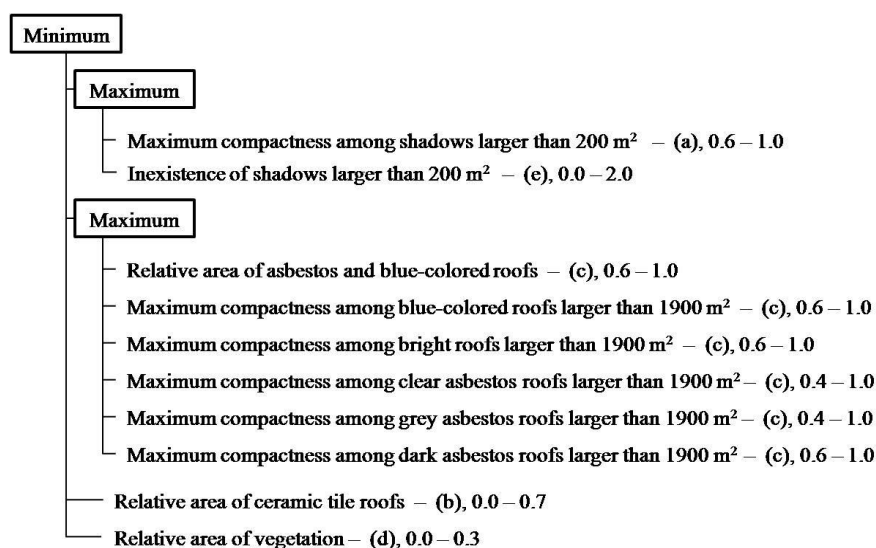 Minimum
Maximum
Maximum compactness among shadows larger than 200 m² – (a), 0.6 – 1.0
Inexistence of shadows larger than 200 m² – (e), 0.0 – 2.0
Maximum
Relative area of asbestos and blue-colored roofs – (c), 0.6 – 1.0
Maximum compactness among blue-colored roofs larger than 1900 m² – (c), 0.6 – 1.0
Maximum compactness among bright roofs larger than 1900 m² – (c), 0.6 – 1.0
Maximum compactness among clear asbestos roofs larger than 1900 m² – (c), 0.4 – 1.0
Maximum compactness among grey asbestos roofs larger than 1900 m² – (c), 0.4 – 1.0
Maximum compactness among dark asbestos roofs larger than 1900 m² – (c), 0.6 – 1.0
Relative area of ceramic tile roofs – (b), 0.0 – 0.7
Relative area of vegetation – (d), 0.0 – 0.3